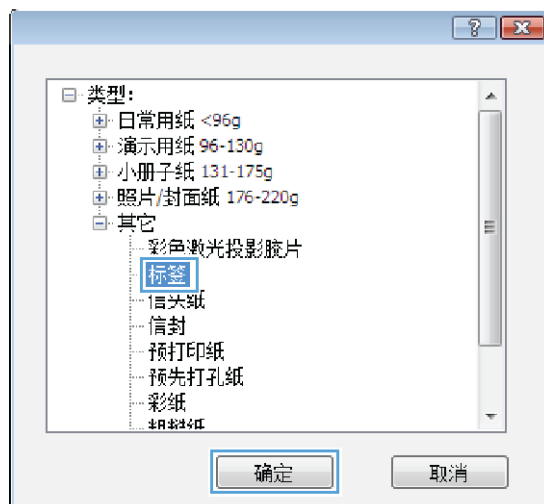 类型:
日常用纸 <96g
演示用纸 96-130g
小册子纸 131-175g
照片/封面纸 176-220g
其它
彩色激光投影胶片
标签
信头纸
信封
预打印纸
预先打孔纸
彩纸
粗糙纸
确定 取消